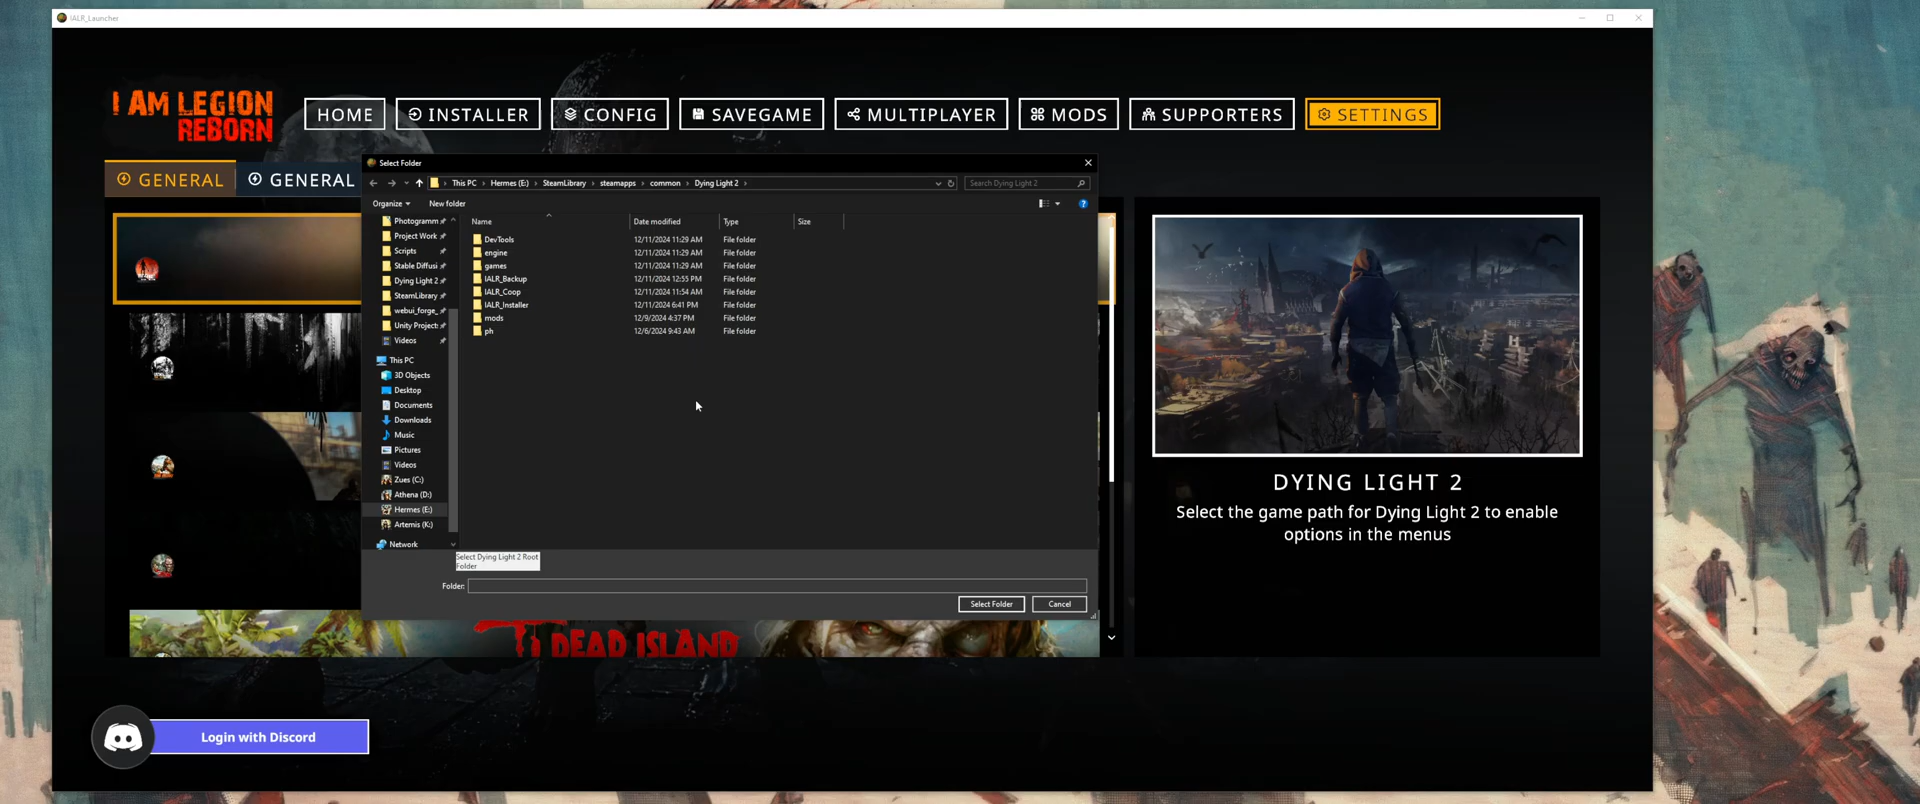 IALR_Launcher
I AM LEGION
REBORN
HOME
INSTALLER
CONFIG
SAVEGAME
MULTIPLAYER
MODS
SUPPORTERS
SETTINGS
GENERAL
GENERAL
Select Folder
This PC > Hermes (E:) > SteamLibrary > steamapps > common > Dying Light 2 >
Search Dying Light 2
Organize
New folder
Photogramm
Project Work
Scripts
Stable Diffusi
Dying Light 2
SteamLibrary
webui_forge_
Unity Project:
Videos
This PC
3D Objects
Desktop
Documents
Downloads
Music
Pictures
Videos
Zues (C:)
Athena (D:)
Hermes (E:)
Artemis (K:)
Network
Name Date modified Type Size
DevTools 12/11/2024 11:29 AM File folder
engine 12/11/2024 11:29 AM File folder
games 12/11/2024 11:29 AM File folder
IALR_Backup 12/11/2024 12:55 PM File folder
IALR_Coop 12/11/2024 11:54 AM File folder
IALR_Installer 12/11/2024 6:41 PM File folder
mods 12/9/2024 4:37 PM File folder
ph 12/6/2024 9:43 AM File folder
Select Dying Light 2 Root
Folder
Folder:
Select Folder
Cancel
DEAD ISLAND
DYING LIGHT 2
Select the game path for Dying Light 2 to enable
options in the menus
Login with Discord